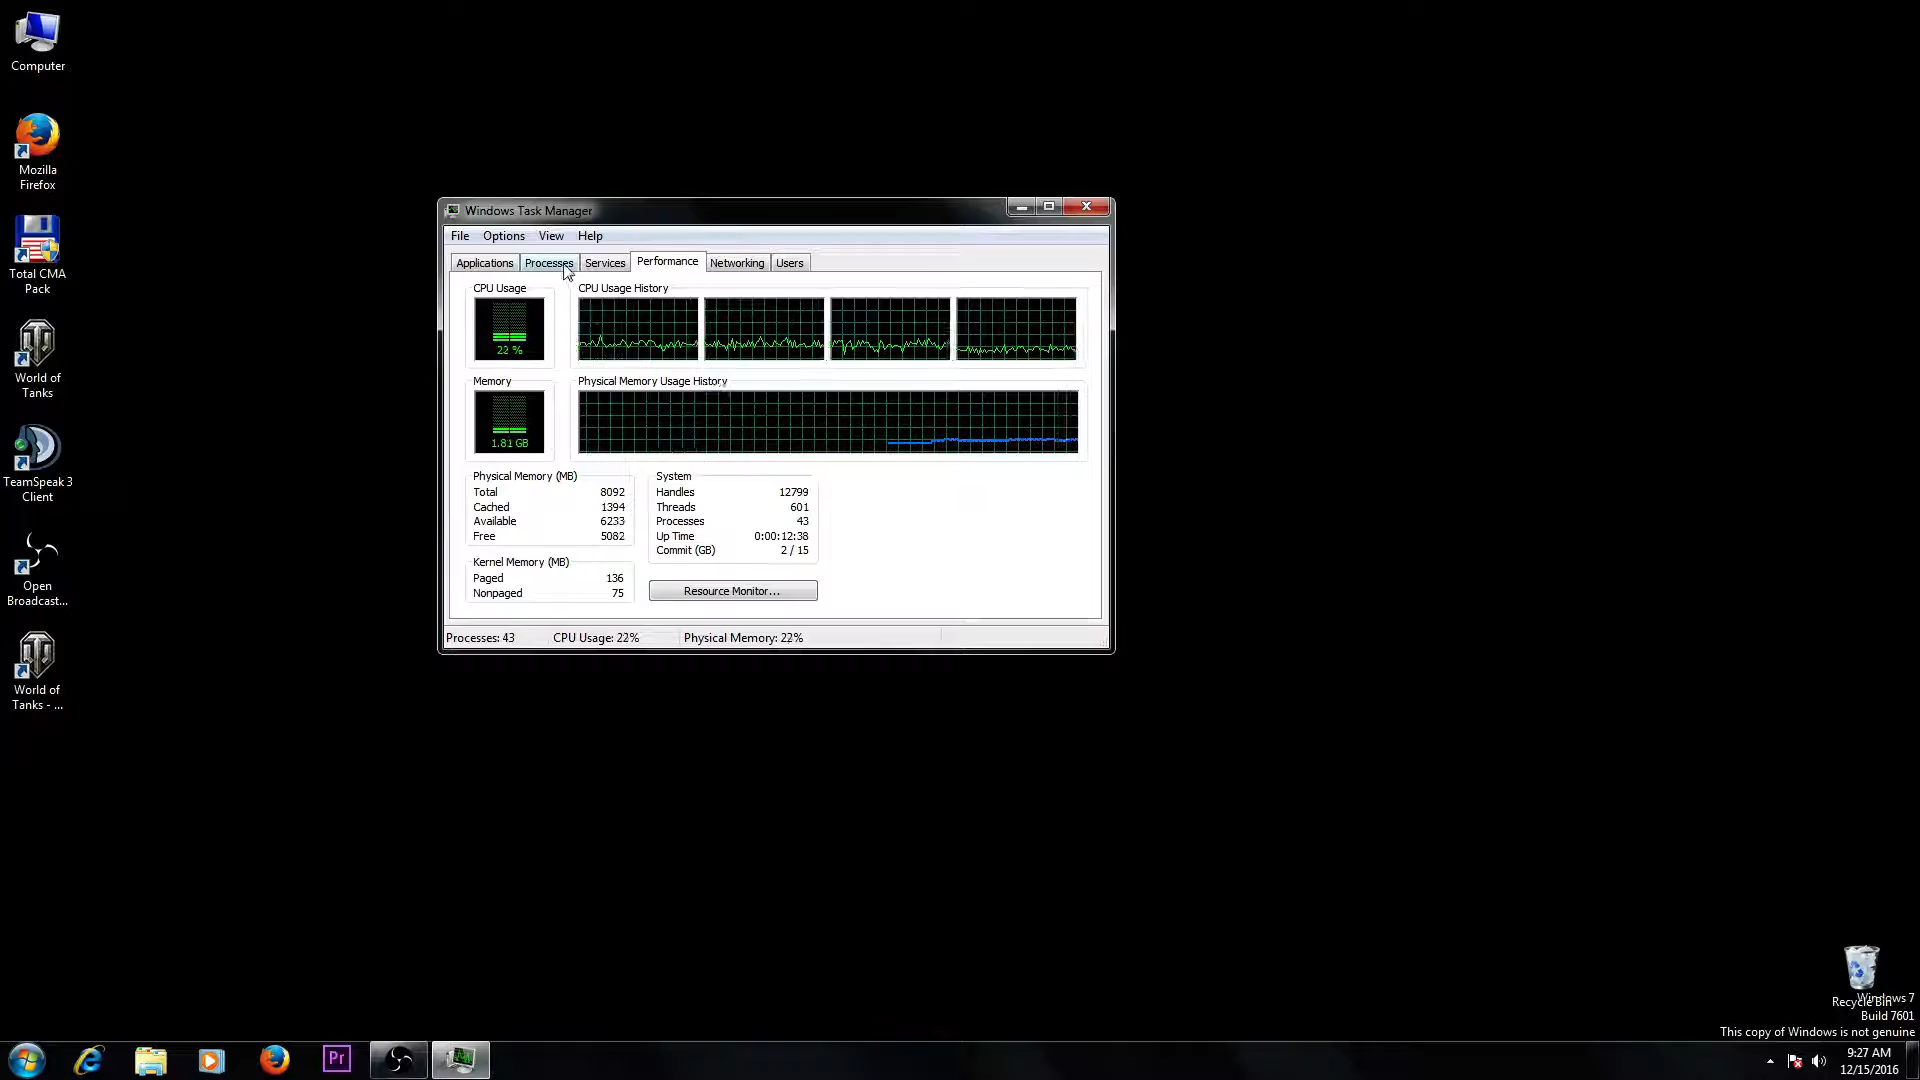 Computer
Mozilla
Firefox
Total CMA
Pack
World of
Tanks
TeamSpeak 3
Client
Open
Broadcast...
World of
Tanks - ...
Windows Task Manager
File Options View Help
Applications Processes Services Performance Networking Users
CPU Usage CPU Usage History
22 %
Memory Physical Memory Usage History
1.81 GB
Physical Memory (MB)
Total 8092
Cached 1394
Available 6233
Free 5082
Kernel Memory (MB)
Paged 136
Nonpaged 75
System
Handles 12799
Threads 601
Processes 43
Up Time 0:00:12:38
Commit (GB) 2 / 15
Resource Monitor...
Processes: 43 CPU Usage: 22% Physical Memory: 22%
Recycle Bin
Windows 7
Build 7601
This copy of Windows is not genuine
Pr
9:27 AM
12/15/2016